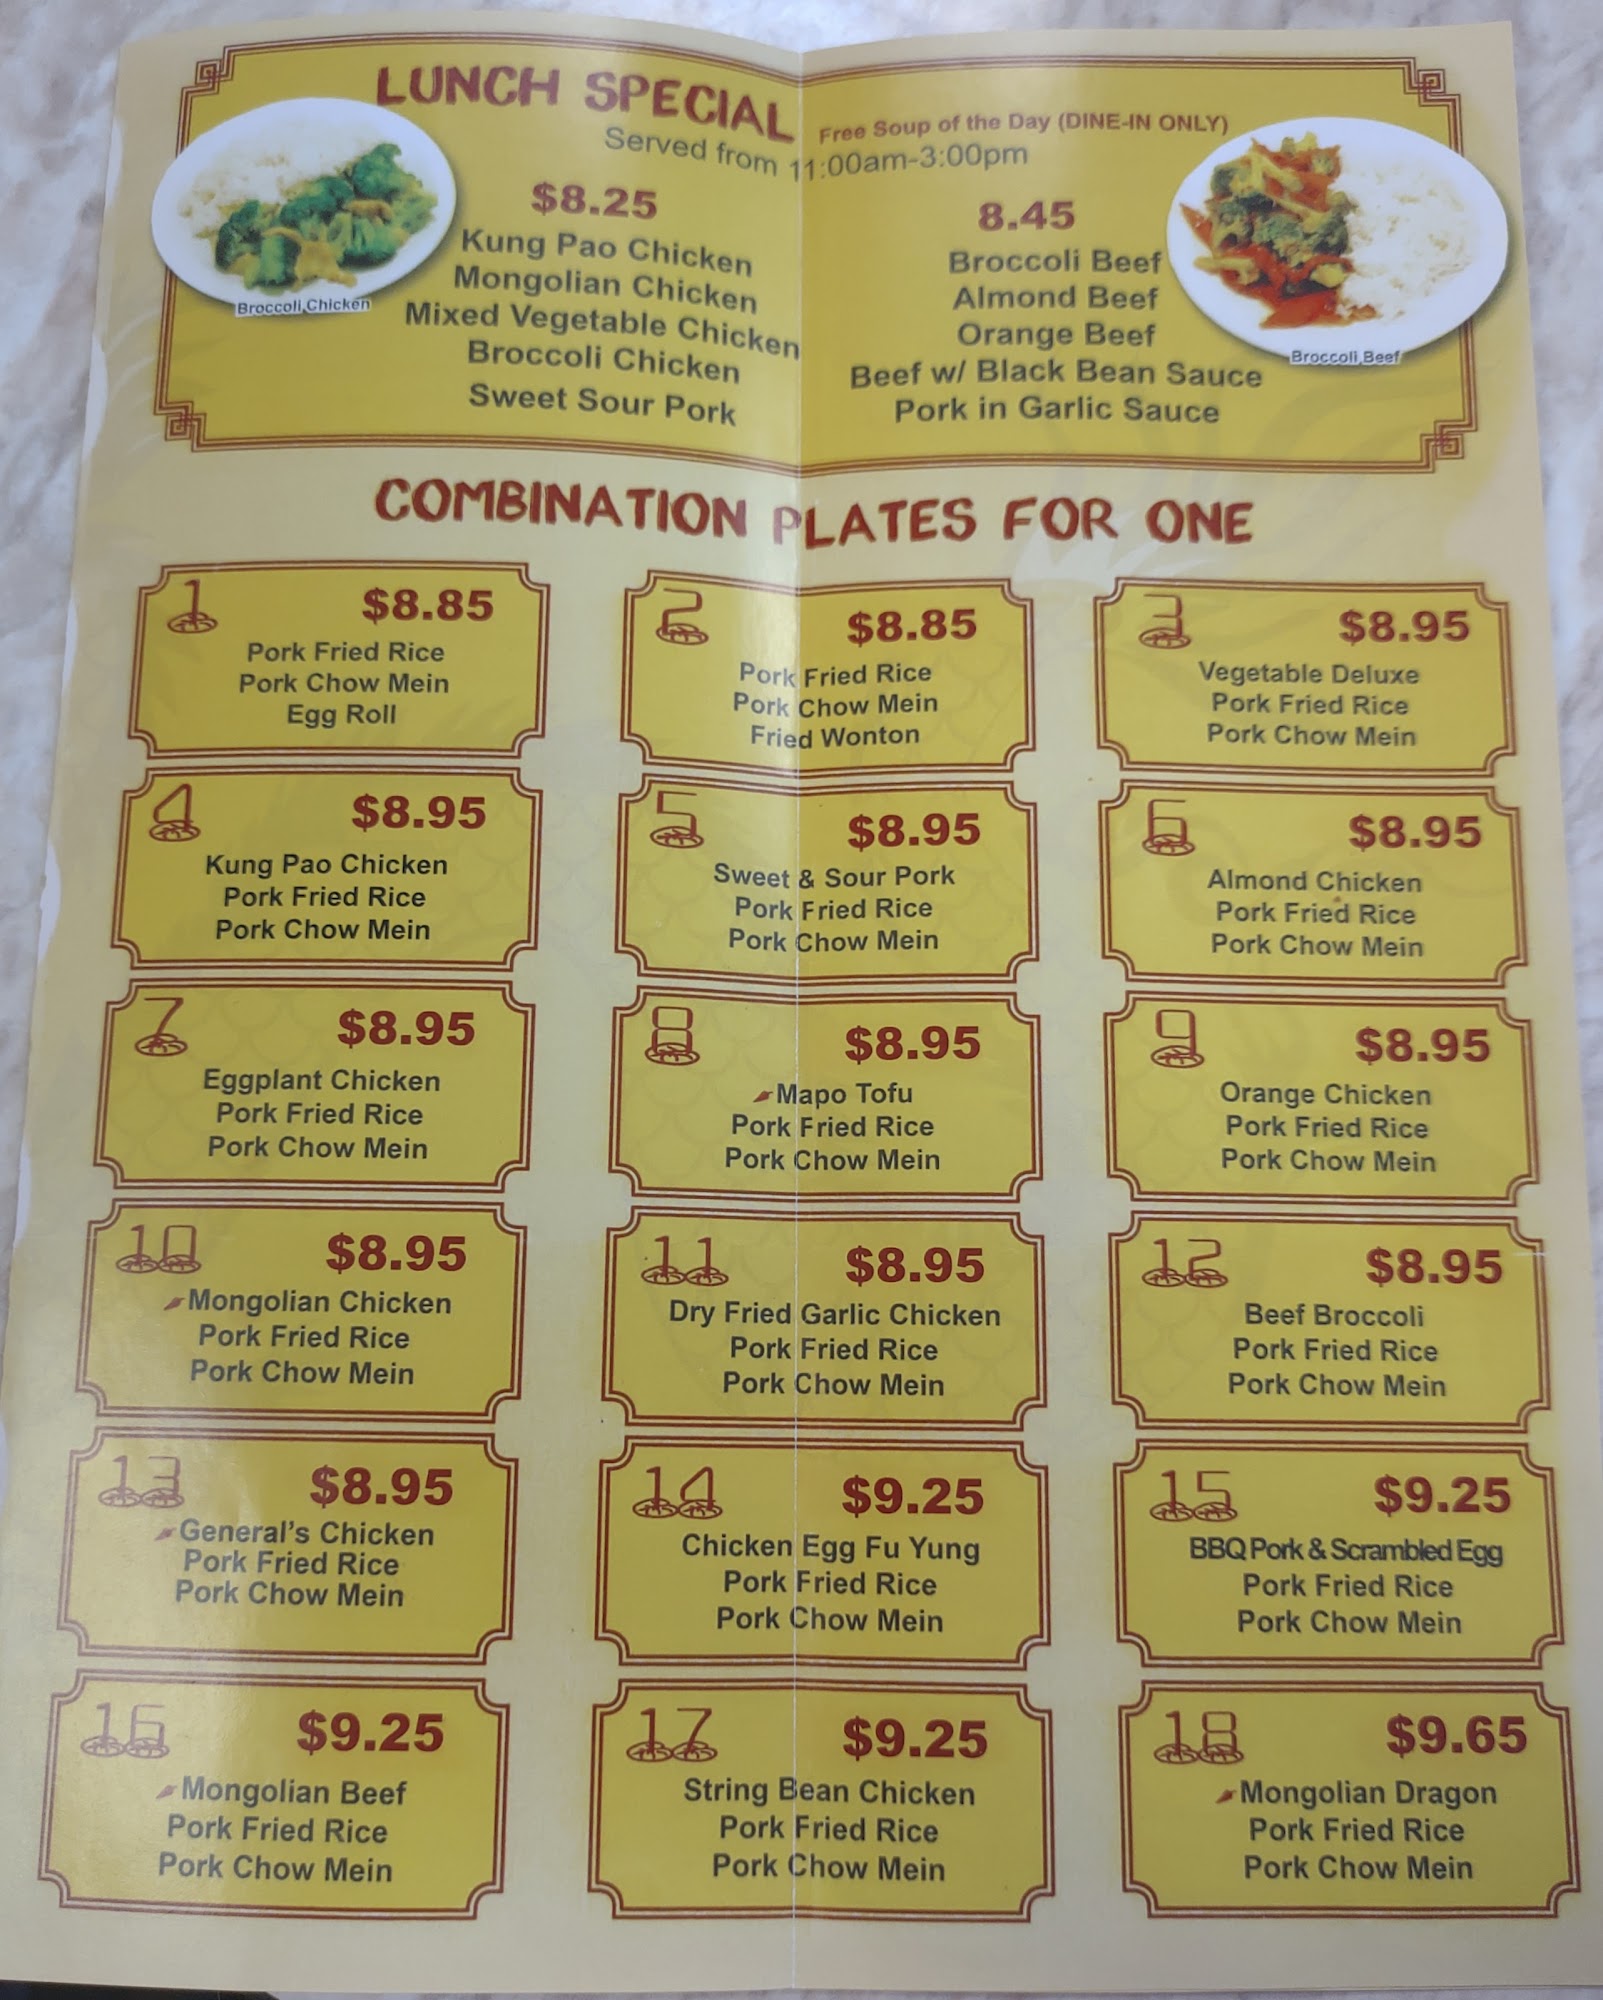 LUNCH SPECIAL
Free Soup of the Day (DINE-IN ONLY)
Served from 11:00am-3:00pm
$8.25
Kung Pao Chicken
Mongolian Chicken
Mixed Vegetable Chicken
Broccoli Chicken
Sweet Sour Pork
Broccoli Chicken
8.45
Broccoli Beef
Almond Beef
Orange Beef
Beef w/ Black Bean Sauce
Pork in Garlic Sauce
Broccoli Beef
COMBINATION PLATES FOR ONE
1 $8.85
Pork Fried Rice
Pork Chow Mein
Egg Roll
2 $8.85
Pork Fried Rice
Pork Chow Mein
Fried Wonton
3 $8.95
Vegetable Deluxe
Pork Fried Rice
Pork Chow Mein
4 $8.95
Kung Pao Chicken
Pork Fried Rice
Pork Chow Mein
5 $8.95
Sweet & Sour Pork
Pork Fried Rice
Pork Chow Mein
6 $8.95
Almond Chicken
Pork Fried Rice
Pork Chow Mein
7 $8.95
Eggplant Chicken
Pork Fried Rice
Pork Chow Mein
8 $8.95
Mapo Tofu
Pork Fried Rice
Pork Chow Mein
9 $8.95
Orange Chicken
Pork Fried Rice
Pork Chow Mein
10 $8.95
Mongolian Chicken
Pork Fried Rice
Pork Chow Mein
11 $8.95
Dry Fried Garlic Chicken
Pork Fried Rice
Pork Chow Mein
12 $8.95
Beef Broccoli
Pork Fried Rice
Pork Chow Mein
13 $8.95
General's Chicken
Pork Fried Rice
Pork Chow Mein
14 $9.25
Chicken Egg Fu Yung
Pork Fried Rice
Pork Chow Mein
15 $9.25
BBQ Pork & Scrambled Egg
Pork Fried Rice
Pork Chow Mein
16 $9.25
Mongolian Beef
Pork Fried Rice
Pork Chow Mein
17 $9.25
String Bean Chicken
Pork Fried Rice
Pork Chow Mein
18 $9.65
Mongolian Dragon
Pork Fried Rice
Pork Chow Mein